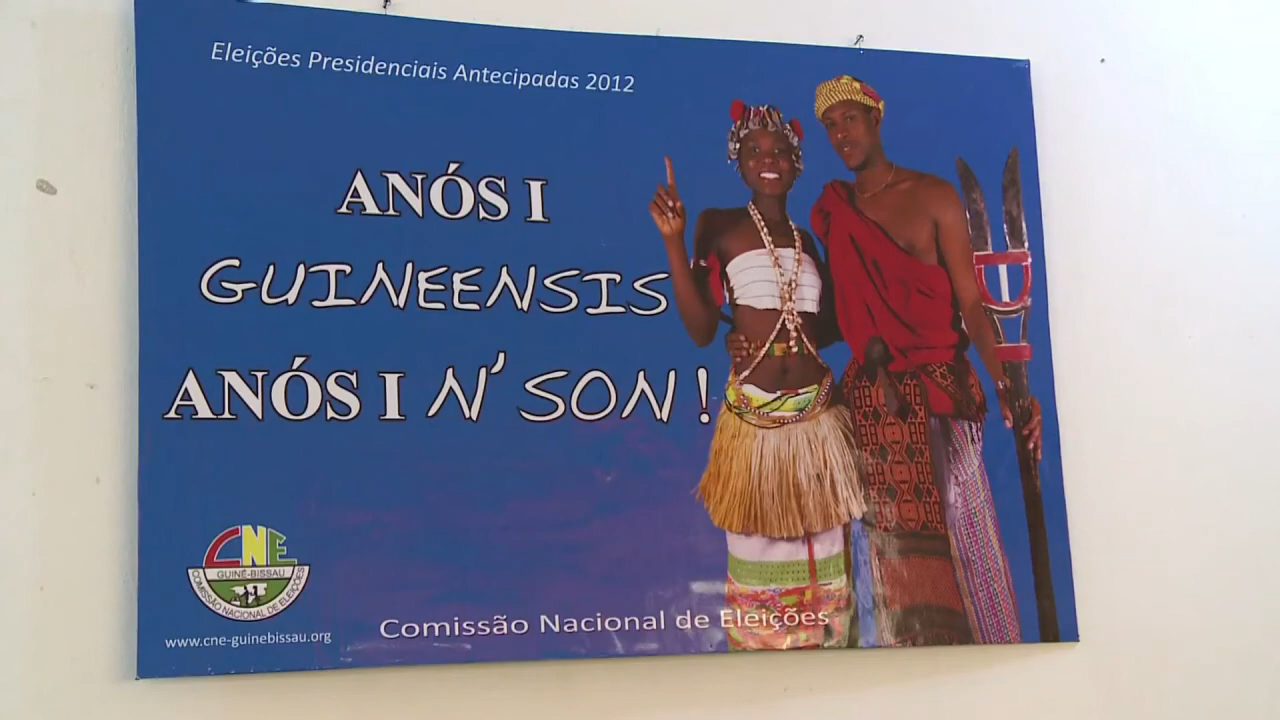 Eleições Presidenciais Antecipadas 2012
ANÓS I
GUINEENSIS
ANÓS I N' SON!
CNE
GUINÉ-BISSAU
COMISSÃO NACIONAL DE ELEIÇÕES
www.cne-guinebissau.org
Comissão Nacional de Eleições